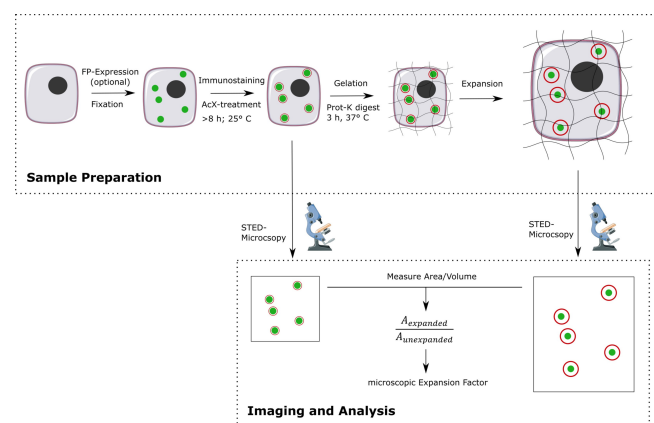 FP-Expression
(optional)
Fixation
Immunostaining
AcX-treatment
>8 h; 25° C
Gelation
Prot-K digest
3 h, 37° C
Expansion
Sample Preparation
STED-
Microcsopy
STED-
Microcsopy
Measure Area/Volume
A_expanded
A_unexpanded
microscopic Expansion Factor
Imaging and Analysis